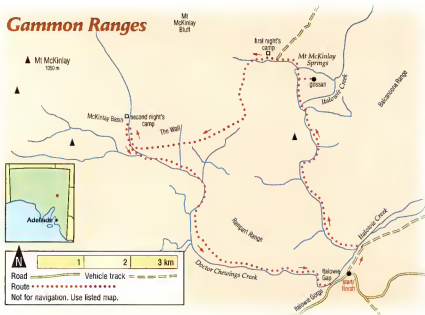 Gammon Ranges
Mt
McKinlay
Bluff
first night's
camp
Mt McKinlay
1050 m
Mt McKinlay
Springs
gossan
Italowie Creek
Balcanoona Range
McKinlay Basin
second night's
camp
The Wall
Adelaide
Rampart Range
Italowie Creek
Doctor Chewings Creek
Italowie
Gap
start/
finish
Italowie Gorge
N
1 2 3 km
Road Vehicle track
Route
Not for navigation. Use listed map.